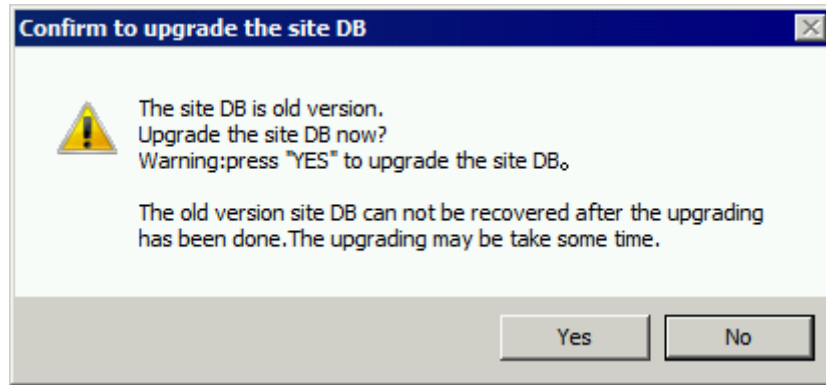 Confirm to upgrade the site DB
The site DB is old version.
Upgrade the site DB now?
Warning:press "YES" to upgrade the site DB。
The old version site DB can not be recovered after the upgrading
has been done.The upgrading may be take some time.
Yes No